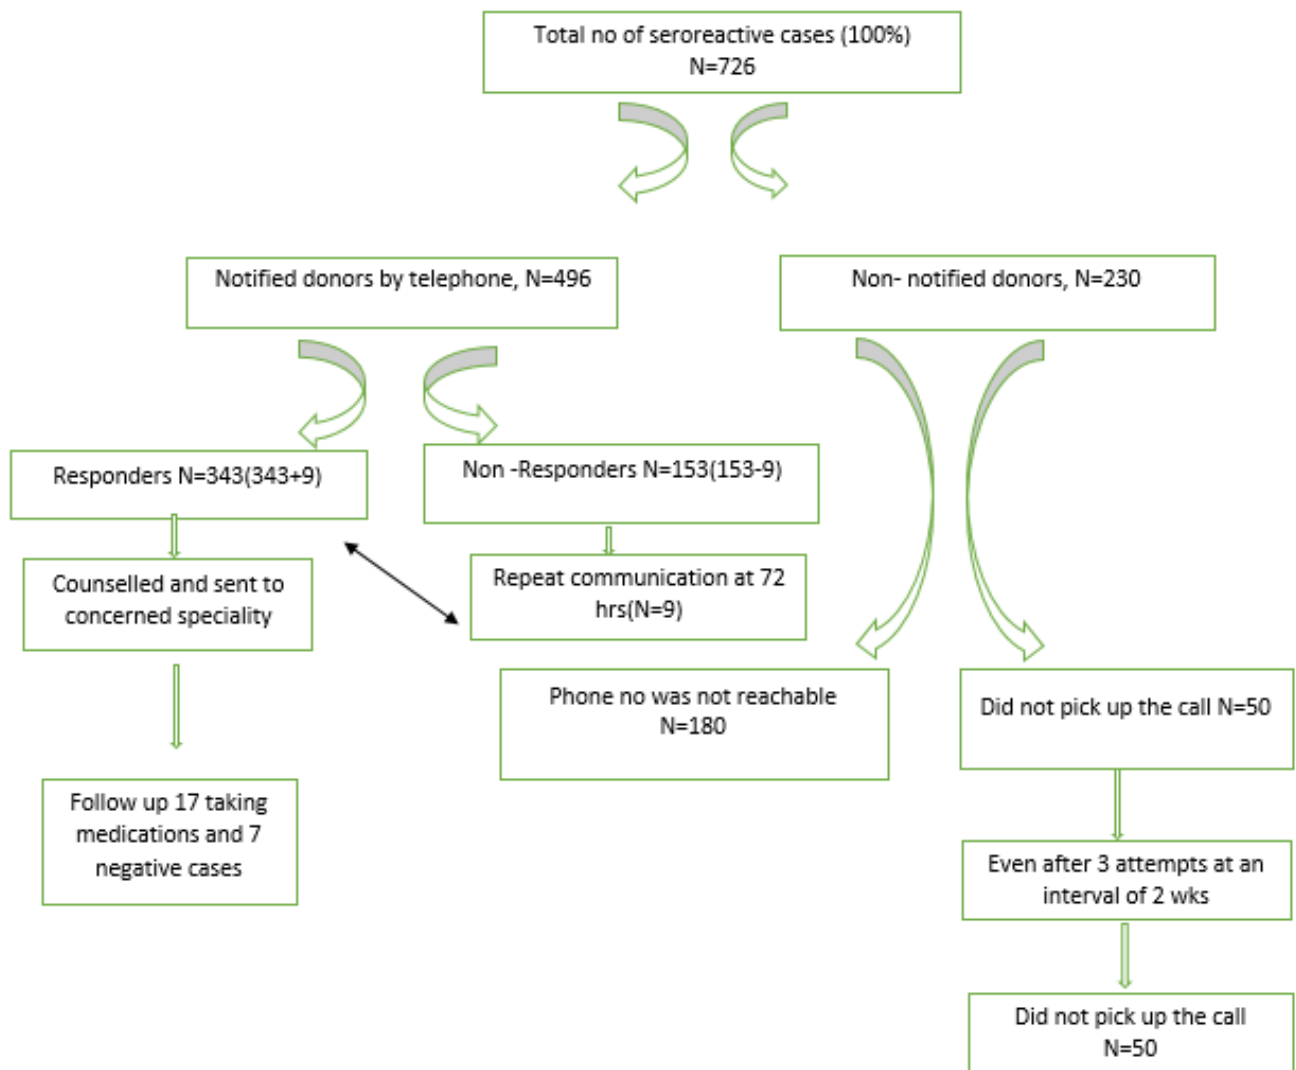 Total no of seroreactive cases (100%)
N=726
Notified donors by telephone, N=496
Non- notified donors, N=230
Responders N=343(343+9)
Non -Responders N=153(153-9)
Counselled and sent to
concerned speciality
Repeat communication at 72
hrs(N=9)
Phone no was not reachable
N=180
Did not pick up the call N=50
Follow up 17 taking
medications and 7
negative cases
Even after 3 attempts at an
interval of 2 wks
Did not pick up the call
N=50